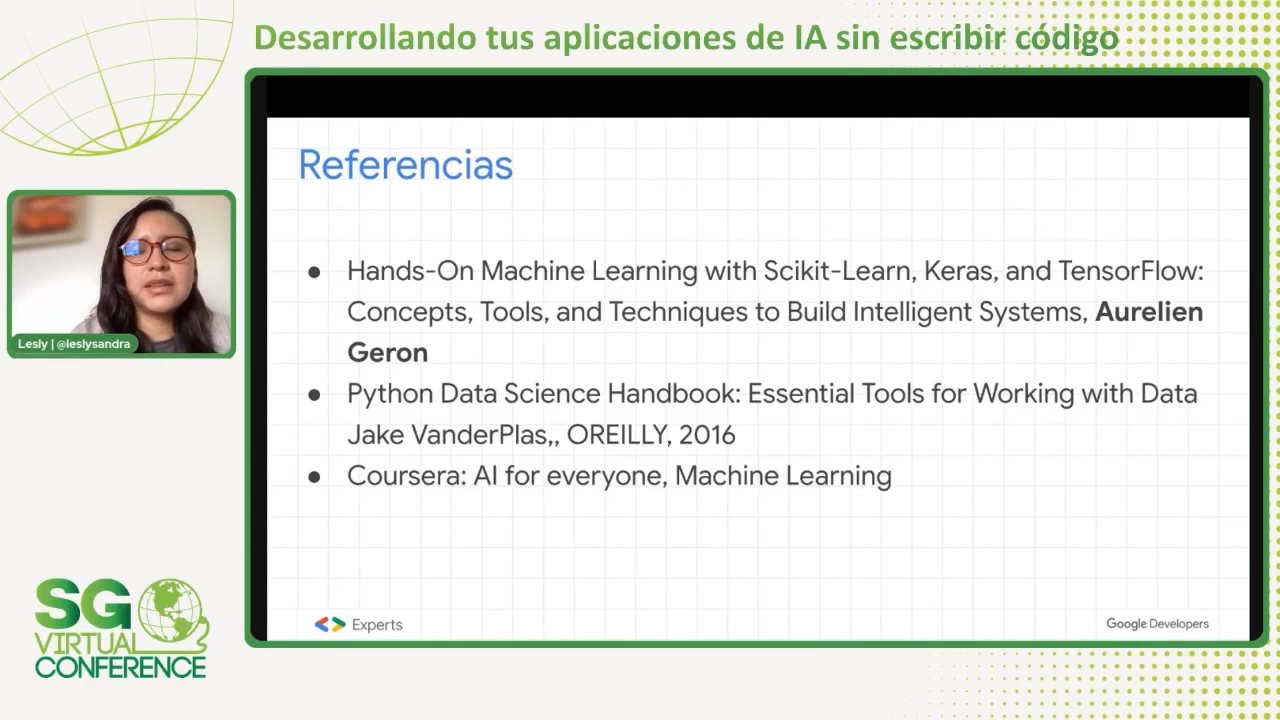 Desarrollando tus aplicaciones de IA sin escribir código
Referencias
● Hands-On Machine Learning with Scikit-Learn, Keras, and TensorFlow:
Concepts, Tools, and Techniques to Build Intelligent Systems, Aurelien
Geron
● Python Data Science Handbook: Essential Tools for Working with Data
Jake VanderPlas,, OREILLY, 2016
● Coursera: AI for everyone, Machine Learning
Experts
Google Developers
Lesly | @leslysandra
SG
VIRTUAL
CONFERENCE